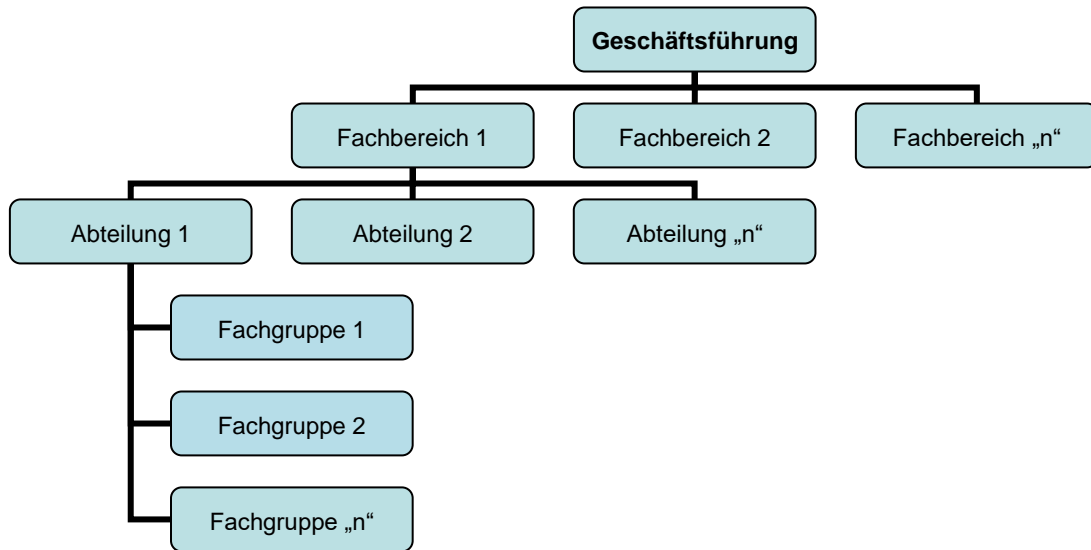 Geschäftsführung
Fachbereich 1
Fachbereich 2
Fachbereich „n“
Abteilung 1
Abteilung 2
Abteilung „n“
Fachgruppe 1
Fachgruppe 2
Fachgruppe „n“